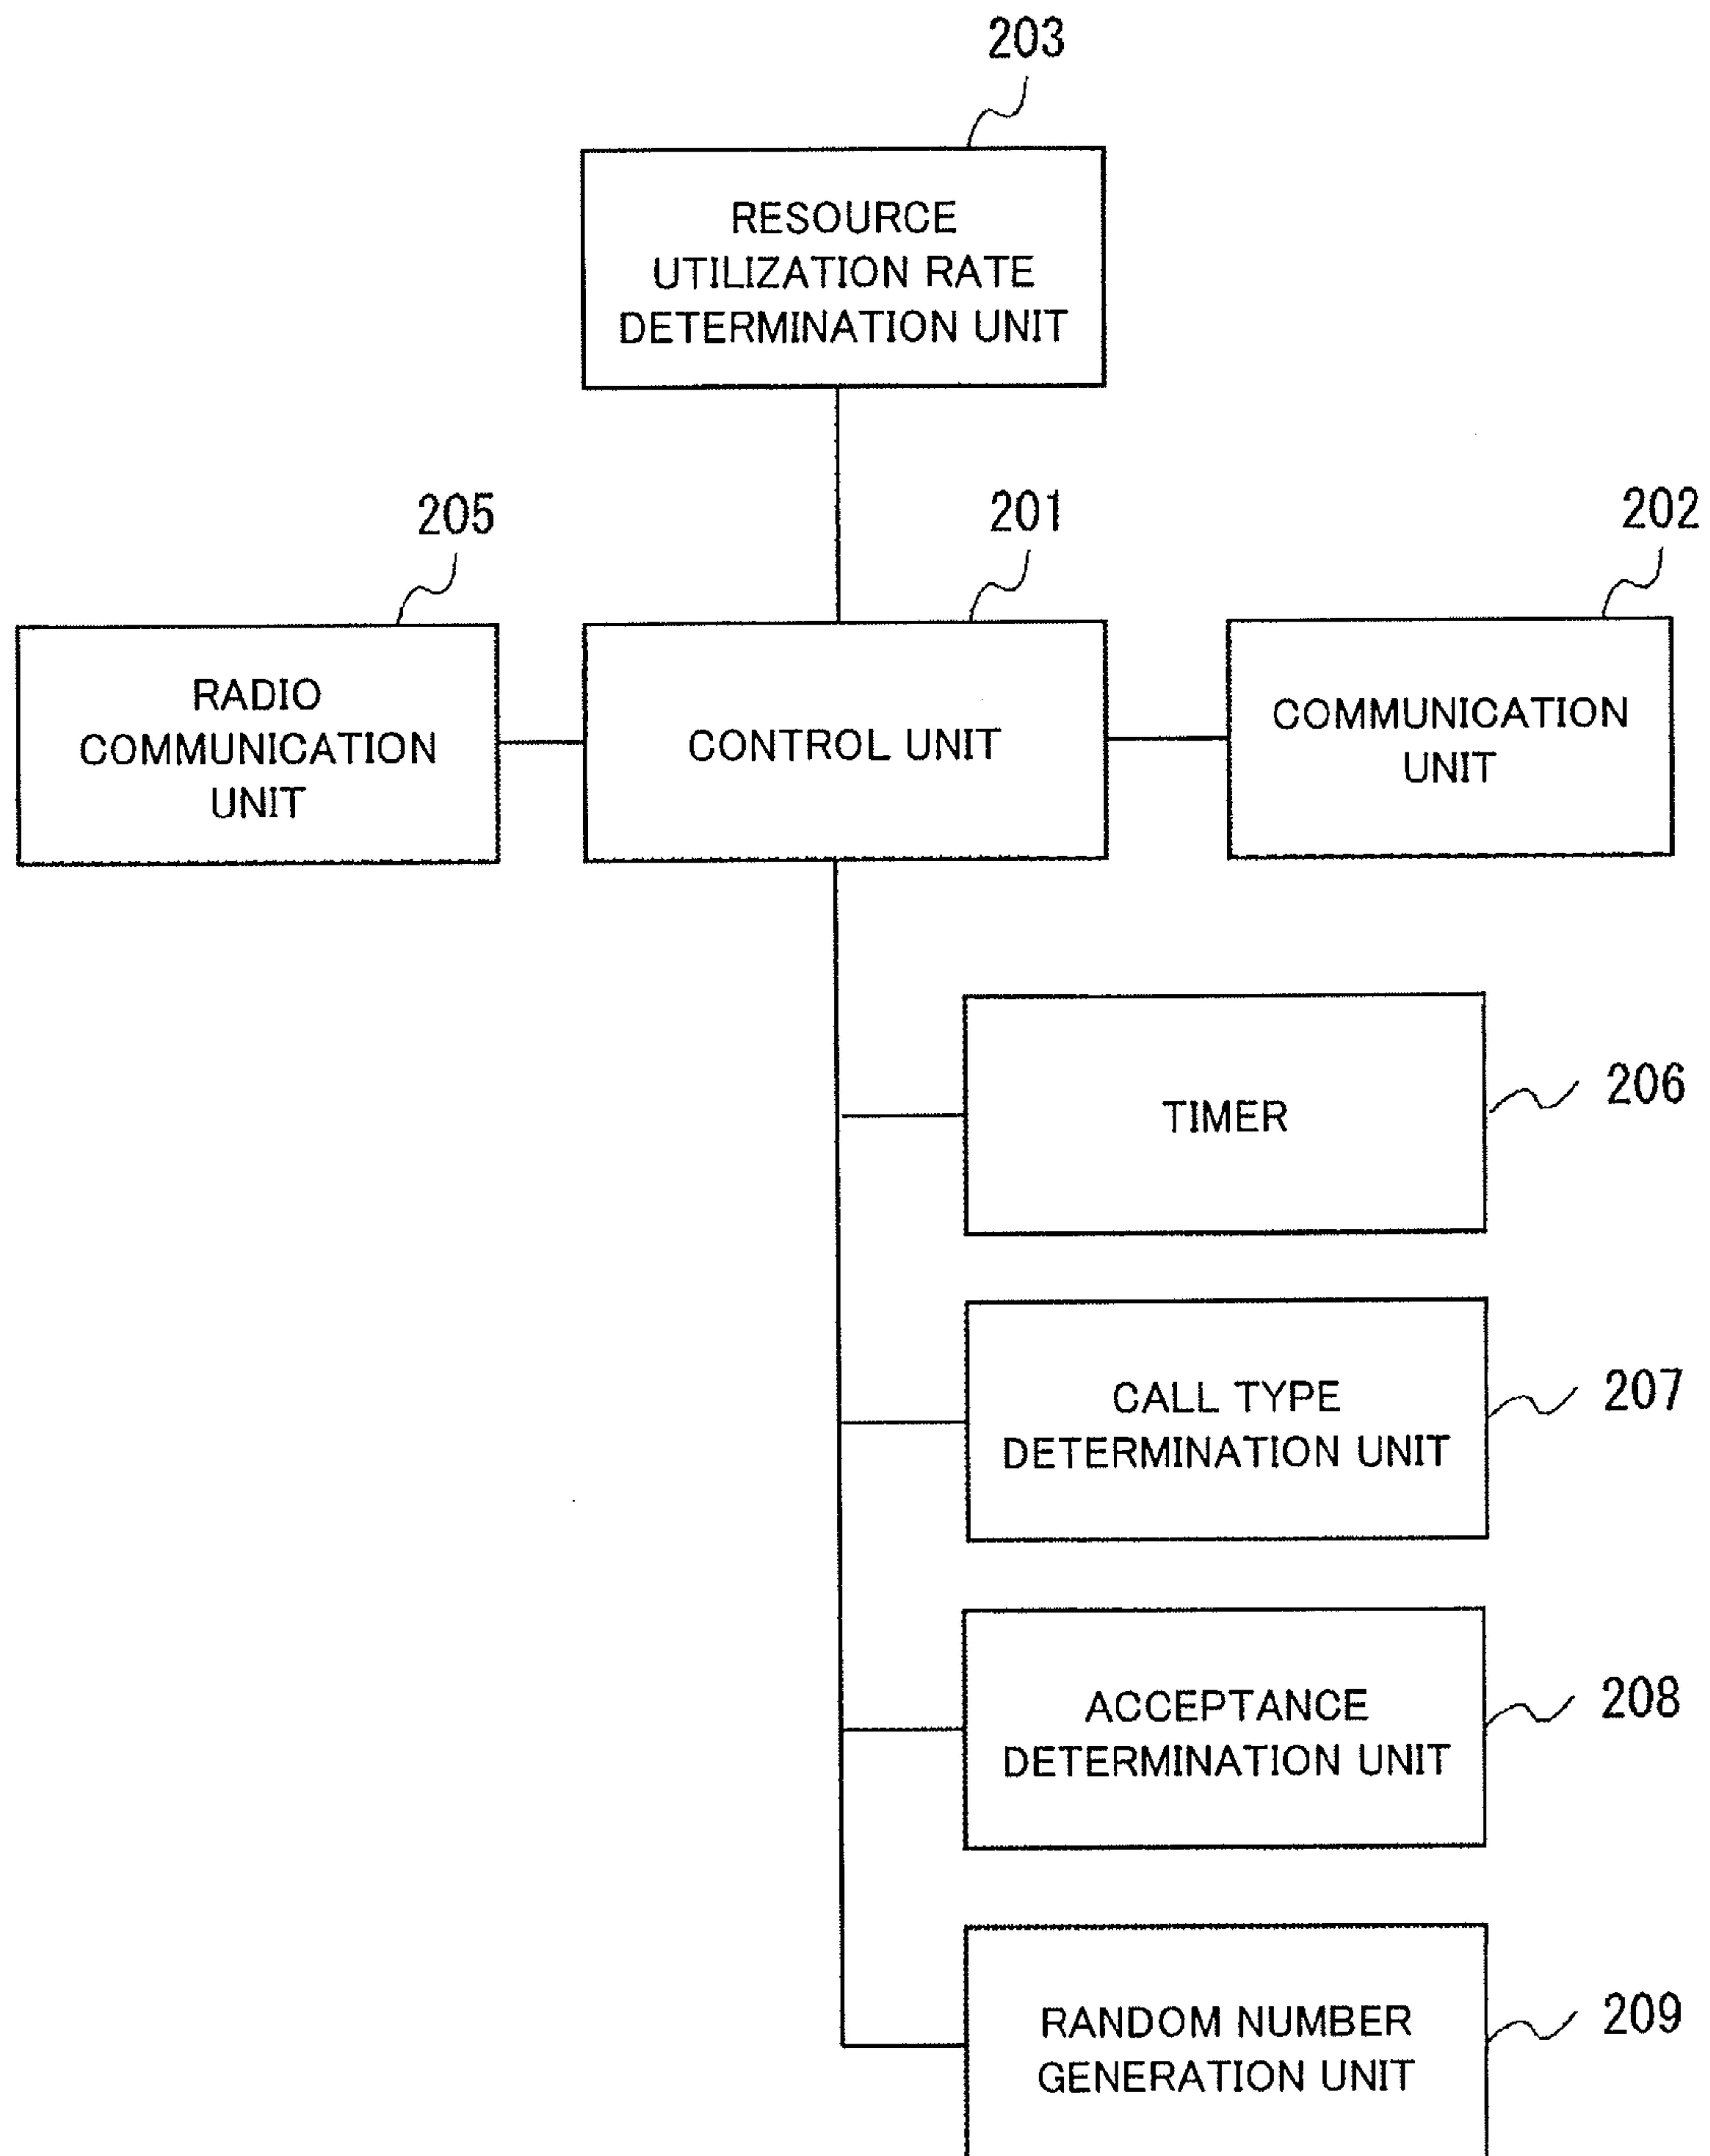 203
RESOURCE
UTILIZATION RATE
DETERMINATION UNIT
205
201
202
RADIO
COMMUNICATION
UNIT
CONTROL UNIT
COMMUNICATION
UNIT
TIMER
206
CALL TYPE
DETERMINATION UNIT
207
ACCEPTANCE
DETERMINATION UNIT
208
RANDOM NUMBER
GENERATION UNIT
209